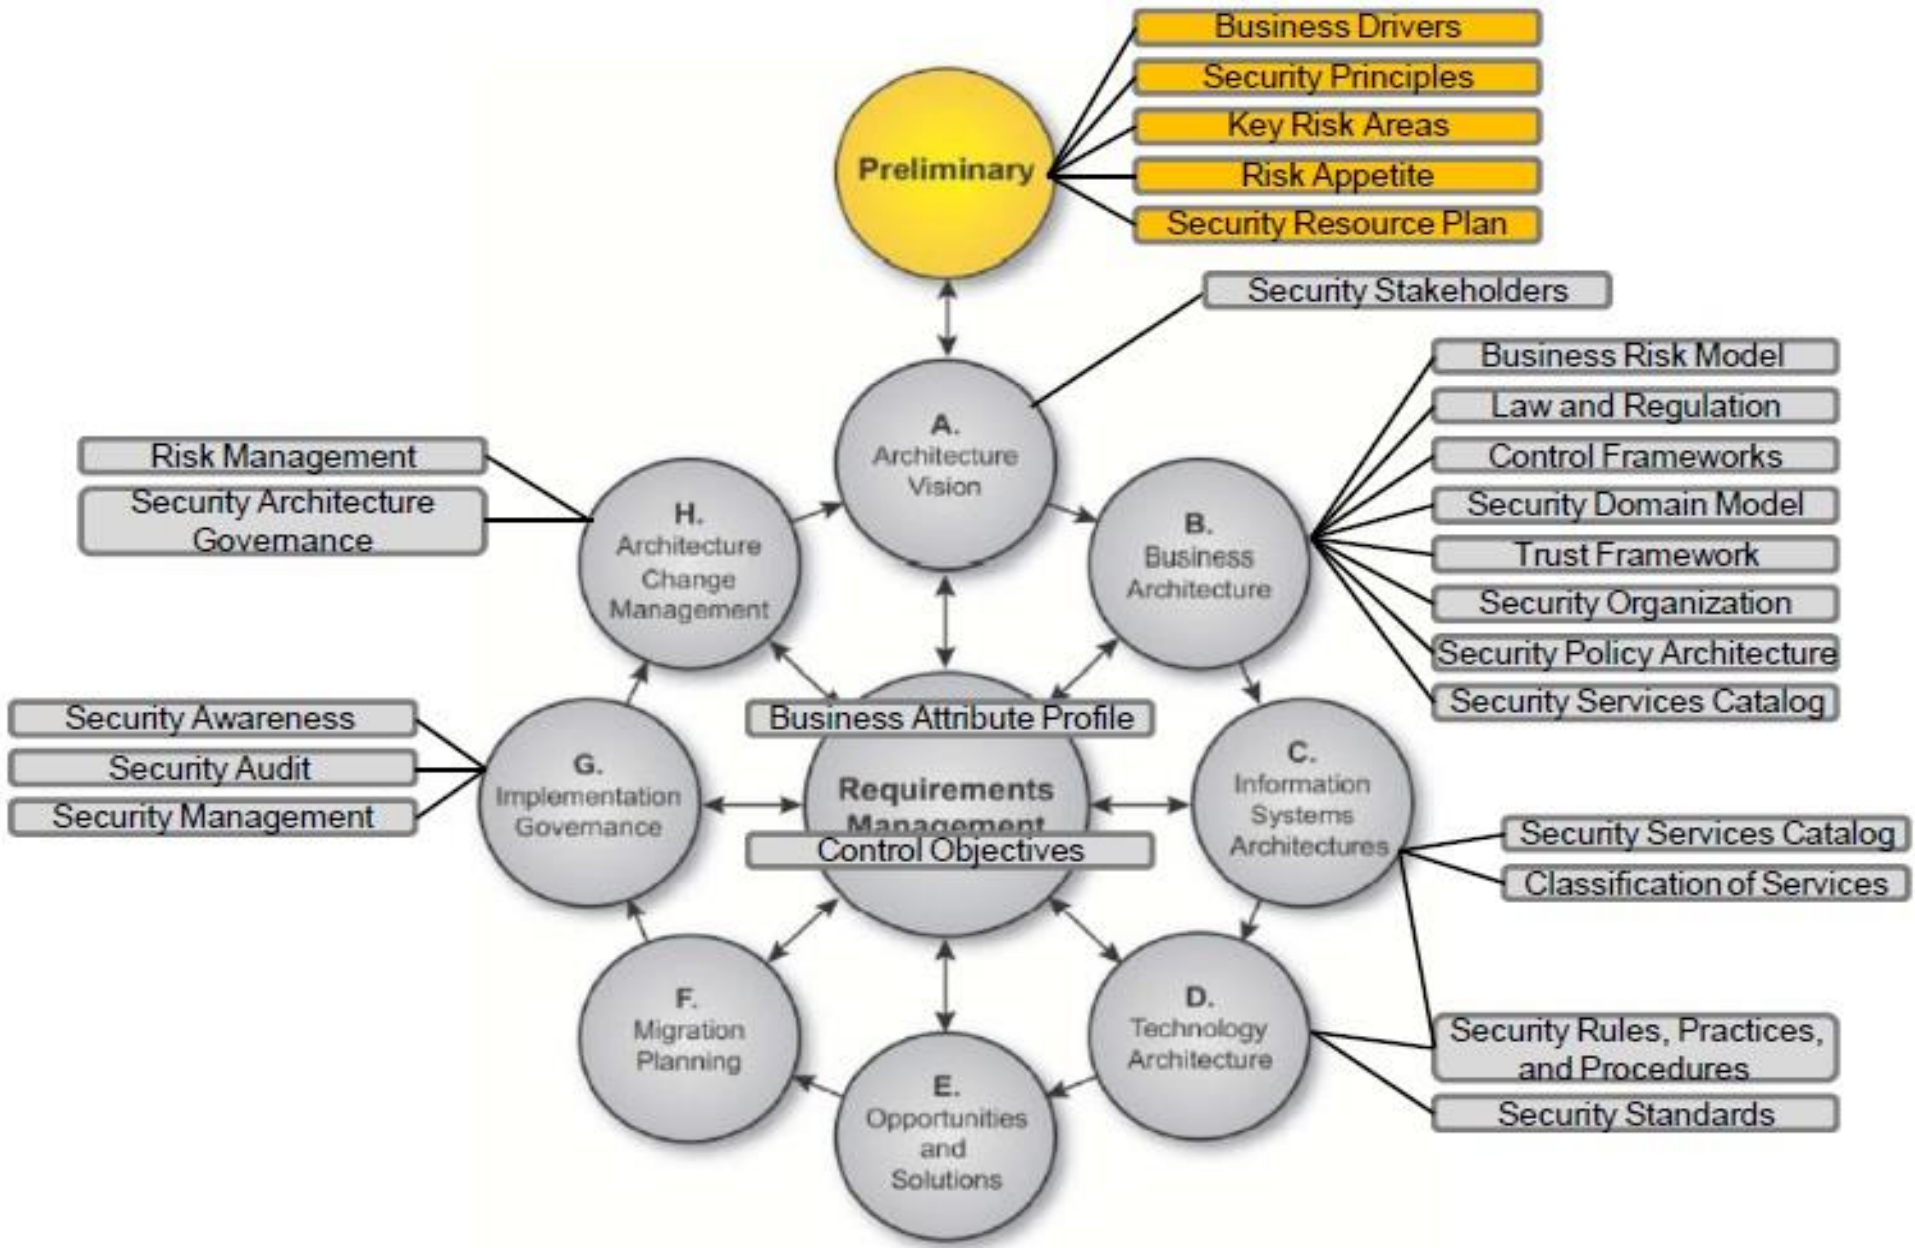 Business Drivers
Security Principles
Key Risk Areas
Risk Appetite
Security Resource Plan
Preliminary
Security Stakeholders
A.
Architecture
Vision
Business Risk Model
Law and Regulation
Control Frameworks
Security Domain Model
Trust Framework
Security Organization
Security Policy Architecture
Security Services Catalog
B.
Business
Architecture
Risk Management
Security Architecture
Governance
H.
Architecture
Change
Management
Security Awareness
Security Audit
Security Management
G.
Implementation
Governance
Business Attribute Profile
Requirements
Management
Control Objectives
C.
Information
Systems
Architectures
Security Services Catalog
Classification of Services
Security Rules, Practices,
and Procedures
Security Standards
D.
Technology
Architecture
E.
Opportunities
and
Solutions
F.
Migration
Planning